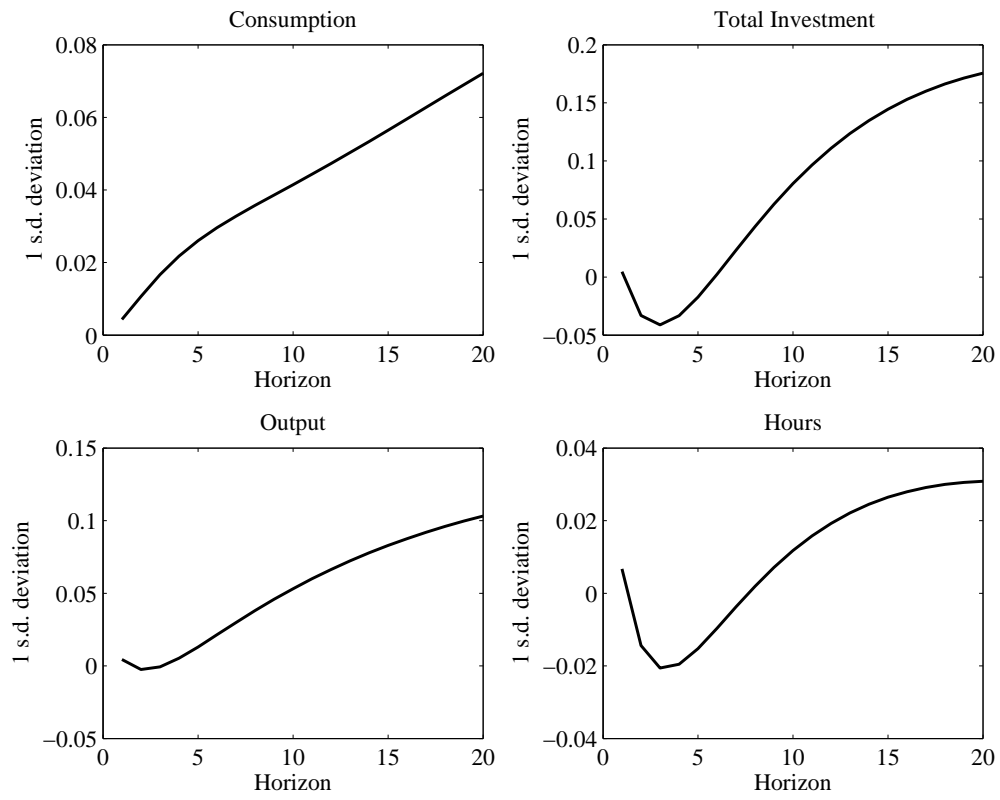 Consumption
1 s.d. deviation
0.08
0.06
0.04
0.02
0
0 5 10 15 20
Horizon
Total Investment
1 s.d. deviation
0.2
0.15
0.1
0.05
0
−0.05
0 5 10 15 20
Horizon
Output
1 s.d. deviation
0.15
0.1
0.05
0
−0.05
0 5 10 15 20
Horizon
Hours
1 s.d. deviation
0.04
0.02
0
−0.02
−0.04
0 5 10 15 20
Horizon